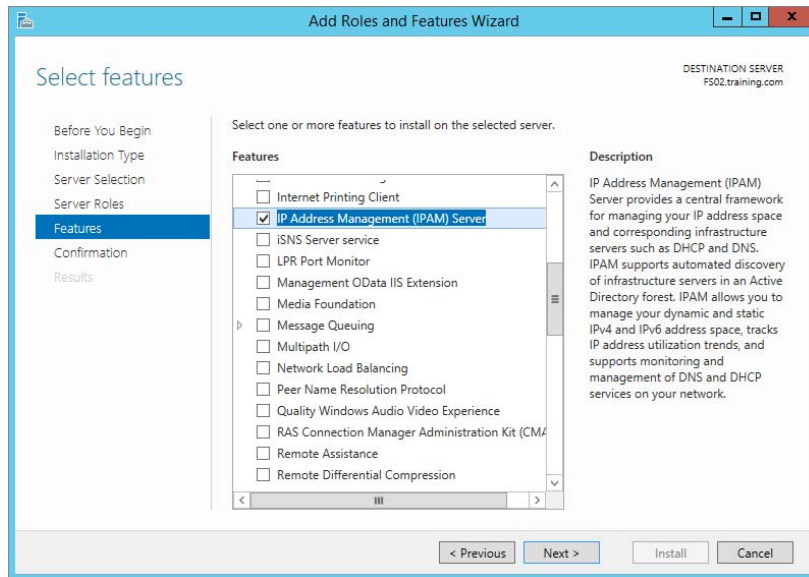 Add Roles and Features Wizard
Select features
DESTINATION SERVER
FS02.training.com
Before You Begin
Installation Type
Server Selection
Server Roles
Features
Confirmation
Results
Select one or more features to install on the selected server.
Features
Internet Printing Client
IP Address Management (IPAM) Server
iSNS Server service
LPR Port Monitor
Management OData IIS Extension
Media Foundation
Message Queuing
Multipath I/O
Network Load Balancing
Peer Name Resolution Protocol
Quality Windows Audio Video Experience
RAS Connection Manager Administration Kit (CMA
Remote Assistance
Remote Differential Compression
Description
IP Address Management (IPAM)
Server provides a central framework
for managing your IP address space
and corresponding infrastructure
servers such as DHCP and DNS.
IPAM supports automated discovery
of infrastructure servers in an Active
Directory forest. IPAM allows you to
manage your dynamic and static
IPv4 and IPv6 address space, tracks
IP address utilization trends, and
supports monitoring and
management of DNS and DHCP
services on your network.
< Previous
Next >
Install
Cancel